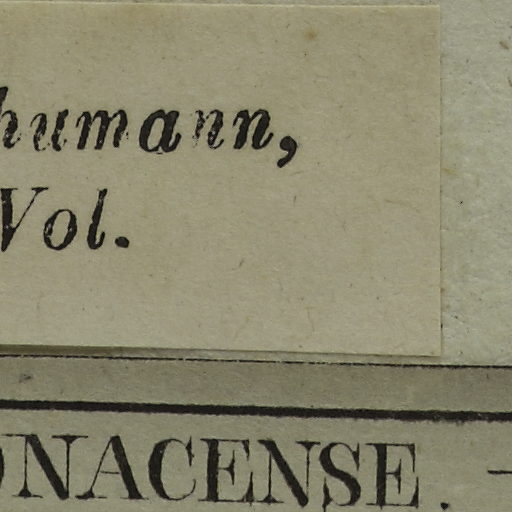 humann,
Vol.
ONACENSE. —